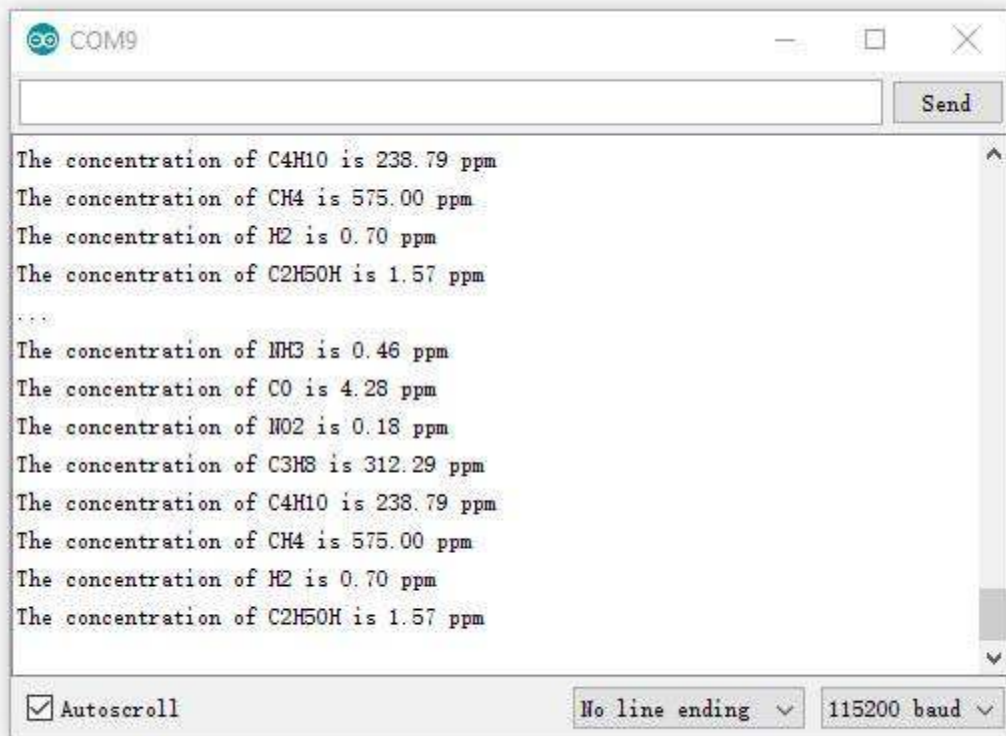 COM9
Send
The concentration of C4H10 is 238.79 ppm
The concentration of CH4 is 575.00 ppm
The concentration of H2 is 0.70 ppm
The concentration of C2H5OH is 1.57 ppm
...
The concentration of NH3 is 0.46 ppm
The concentration of CO is 4.28 ppm
The concentration of NO2 is 0.18 ppm
The concentration of C3H8 is 312.29 ppm
The concentration of C4H10 is 238.79 ppm
The concentration of CH4 is 575.00 ppm
The concentration of H2 is 0.70 ppm
The concentration of C2H5OH is 1.57 ppm
Autoscroll No line ending 115200 baud